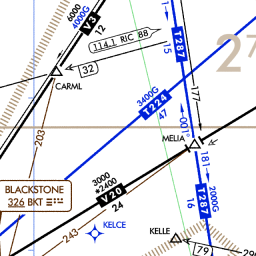 6000
4000G
V3
12
114.1 RIC 88
T287
15
27
32
CARML
3400G
T224
47
177
203
MELIA
001°
181
2000G
T287
16
BLACKSTONE
326 BKT
3000
*2400
V20
24
243
KELCE
KELLE
79